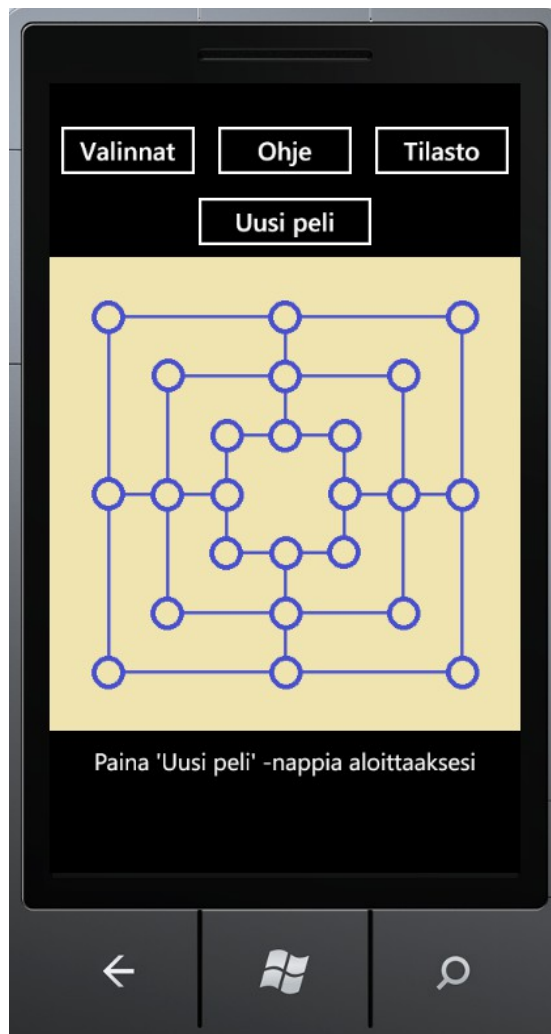 Valinnat Ohje Tilasto
Uusi peli
Paina 'Uusi peli' -nappia aloittaaksesi